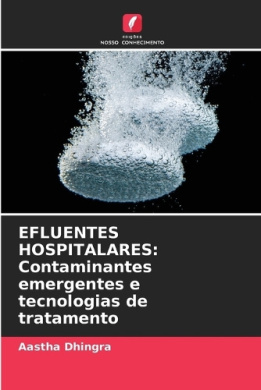 edições
NOSSO CONHECIMENTO
EFLUENTES
HOSPITALARES:
Contaminantes
emergentes e
tecnologias de
tratamento
Aastha Dhingra